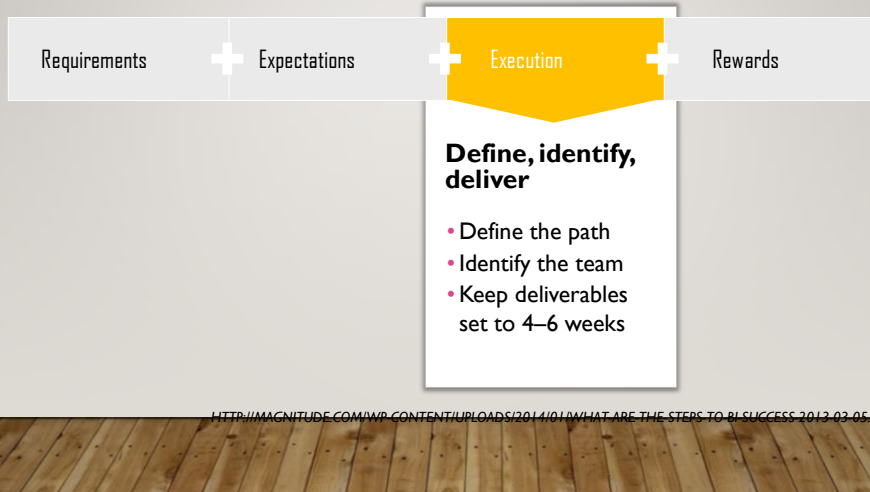 Requirements
Expectations
Execution
Rewards
Define, identify,
deliver
• Define the path
• Identify the team
• Keep deliverables
set to 4–6 weeks
HTTP://MAGNITUDE.COM/WP-CONTENT/UPLOADS/2014/01/WHAT-ARE-THE-STEPS-TO-BI-SUCCESS-2013-03-05.